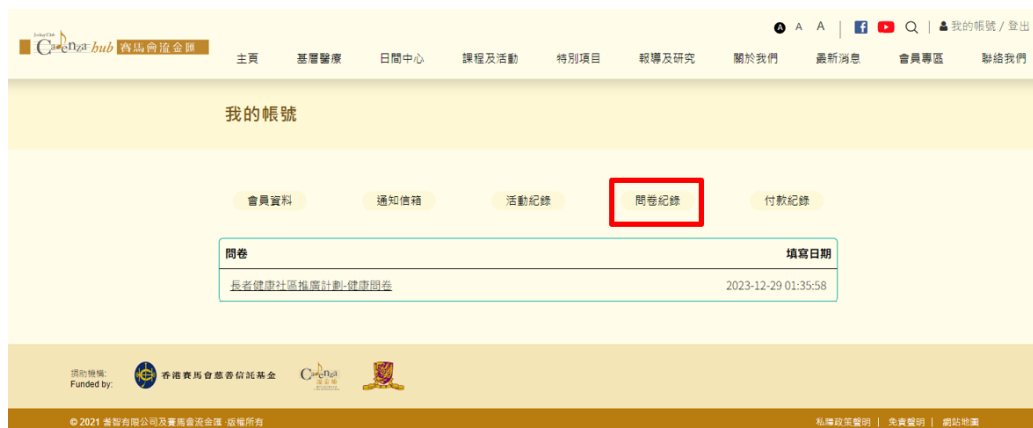 A A A | 我的帳號 / 登出
Jockey Club
Cadenza hub 賽馬會流金匯
主頁 基層醫療 日間中心 課程及活動 特別項目 報導及研究 關於我們 最新消息 會員專區 聯絡我們
我的帳號
會員資料 通知信箱 活動紀錄 問卷紀錄 付款紀錄
問卷 填寫日期
長者健康社區推廣計劃-健康問卷 2023-12-29 01:35:58
捐助機構:
Funded by:
香港賽馬會慈善信託基金
Cadenza
流金匯
© 2021 耆智有限公司及賽馬會流金匯 版權所有 私隱政策聲明 | 免責聲明 | 網站地圖